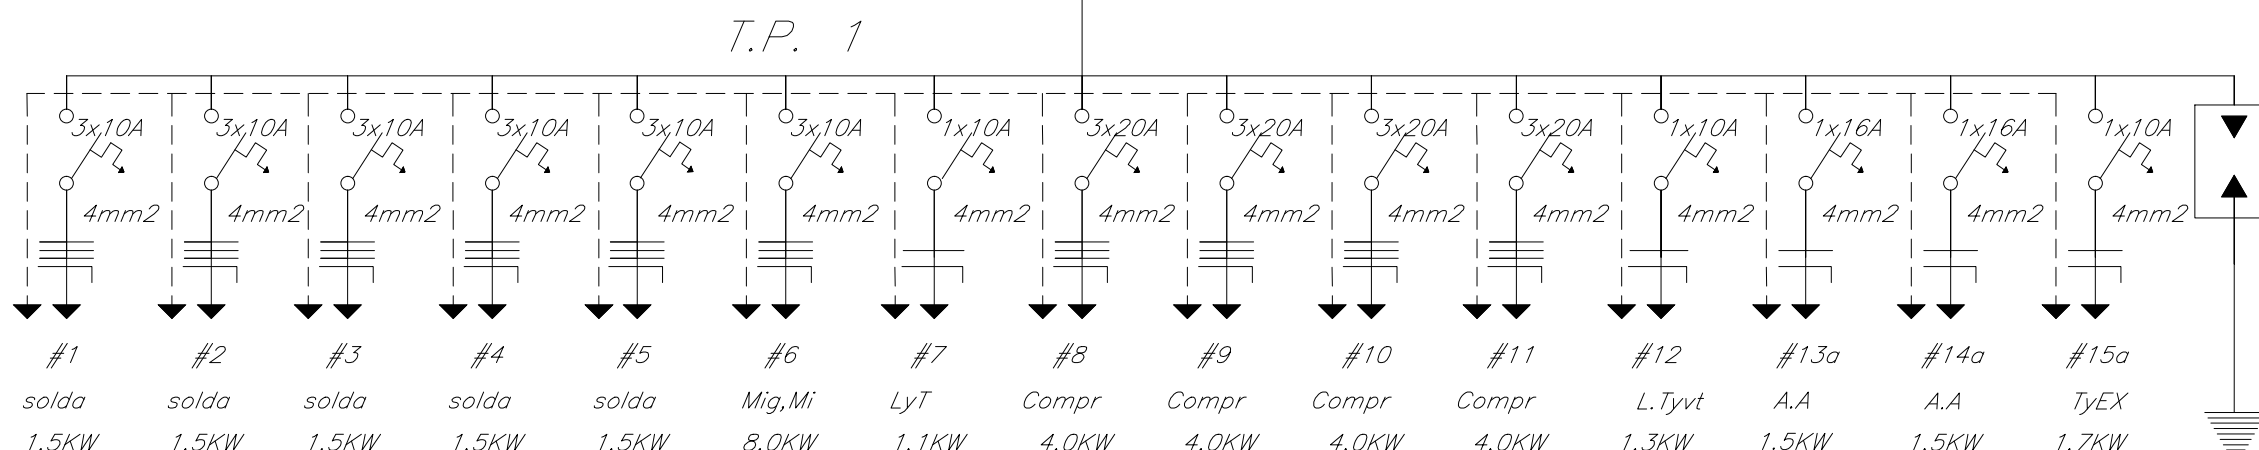 T.P. 1
3x10A 3x10A 3x10A 3x10A 3x10A 3x10A 1x10A 3x20A 3x20A 3x20A 3x20A 1x10A 1x16A 1x16A 1x10A
4mm2 4mm2 4mm2 4mm2 4mm2 4mm2 4mm2 4mm2 4mm2 4mm2 4mm2 4mm2 4mm2 4mm2 4mm2
#1 #2 #3 #4 #5 #6 #7 #8 #9 #10 #11 #12 #13a #14a #15a
solda solda solda solda solda Mig,Mi LyT Compr Compr Compr Compr L.Tyvt A.A A.A TyEX
1.5KW 1.5KW 1.5KW 1.5KW 1.5KW 8.0KW 1.1KW 4.0KW 4.0KW 4.0KW 4.0KW 1.3KW 1.5KW 1.5KW 1.7KW